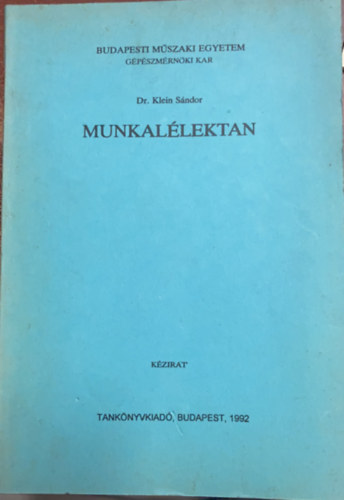 BUDAPESTI MŰSZAKI EGYETEM
GÉPÉSZMÉRNÖKI KAR
Dr. Klein Sándor
MUNKALÉLEKTAN
KÉZIRAT
TANKÖNYVKIADÓ, BUDAPEST, 1992